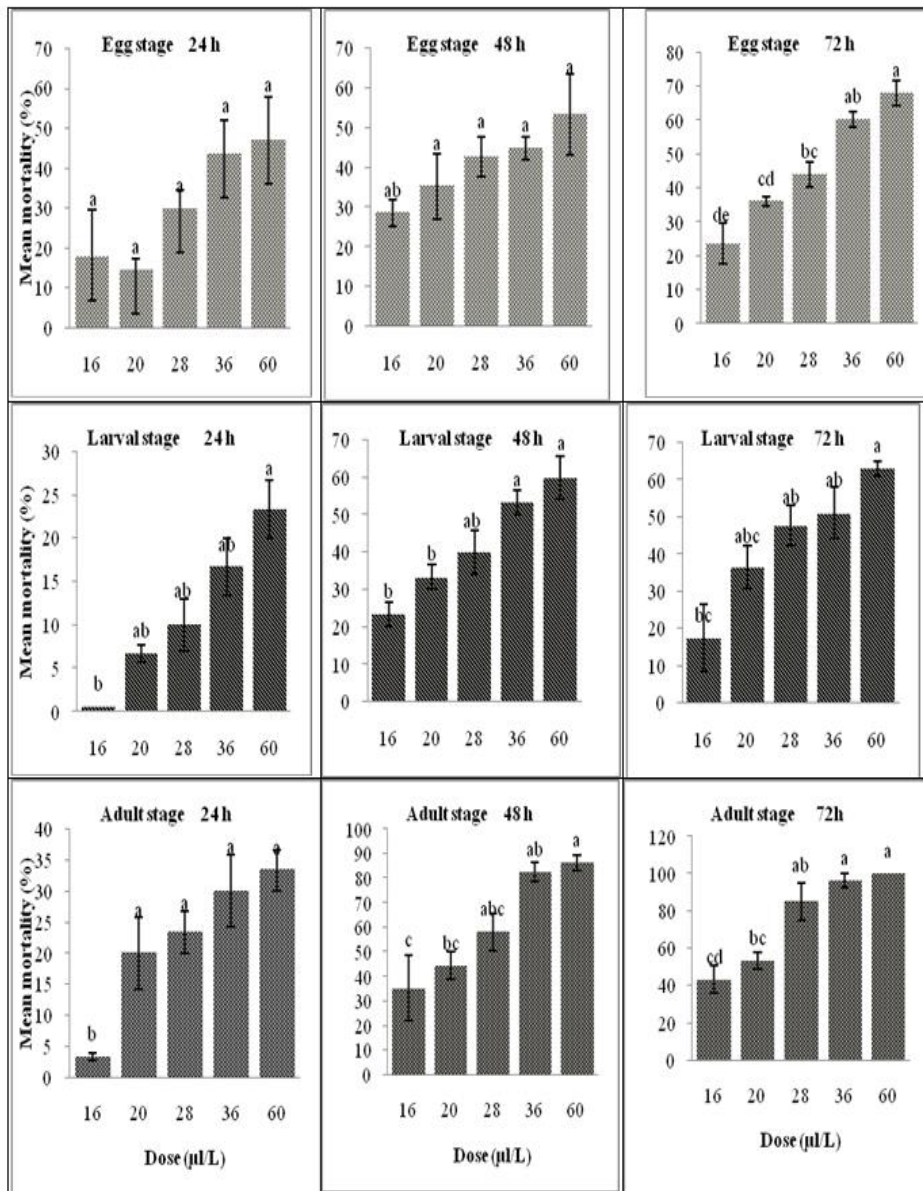 Egg stage 24 h
Mean mortality (%)
70
60
50
40
30
20
10
0
a
a
a
a
a
16 20 28 36 60
Egg stage 48 h
70
60
50
40
30
20
10
0
ab
a
a
a
a
16 20 28 36 60
Egg stage 72 h
80
70
60
50
40
30
20
10
0
de
cd
bc
ab
a
16 20 28 36 60
Larval stage 24 h
Mean mortality (%)
30
25
20
15
10
5
0
b
ab
ab
ab
a
16 20 28 36 60
Larval stage 48 h
70
60
50
40
30
20
10
0
b
b
ab
a
a
16 20 28 36 60
Larval stage 72 h
70
60
50
40
30
20
10
0
bc
abc
ab
ab
a
16 20 28 36 60
Adult stage 24 h
Mean mortality (%)
40
35
30
25
20
15
10
5
0
b
a
a
a
a
16 20 28 36 60
Dose (µl/L)
Adult stage 48 h
100
90
80
70
60
50
40
30
20
10
0
c
bc
abc
ab
a
16 20 28 36 60
Dose (µl/L)
Adult stage 72h
120
100
80
60
40
20
0
cd
bc
ab
a
a
16 20 28 36 60
Dose (µl/L)